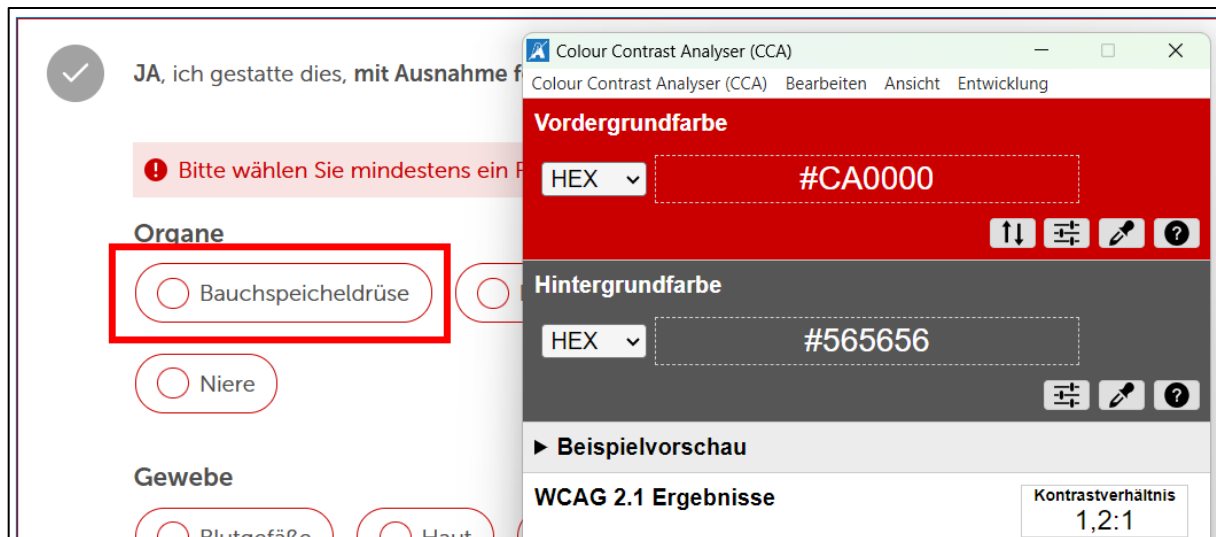 JA, ich gestatte dies, mit Ausnahme
Bitte wählen Sie mindestens ein
Organe
Bauchspeicheldrüse
Niere
Gewebe
Blutgefäße
Haut
Colour Contrast Analyser (CCA)
Colour Contrast Analyser (CCA) Bearbeiten Ansicht Entwicklung
Vordergrundfarbe
HEX
#CA0000
Hintergrundfarbe
HEX
#565656
Beispielvorschau
WCAG 2.1 Ergebnisse
Kontrastverhältnis
1,2:1